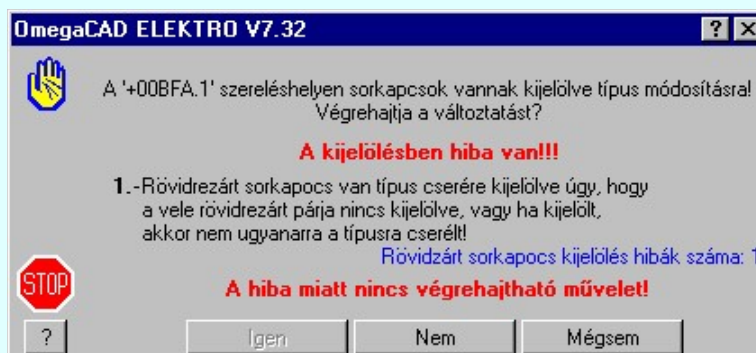 OmegaCAD ELEKTRO V7.32
?
A '+00BFA.1' szereléshelyen sorkapcsok vannak kijelölve típus módosításra!
Végrehajtja a változtatást?
A kijelölésben hiba van!!!
1.-Rövidrezárt sorkapocs van típus cserére kijelölve úgy, hogy
a vele rövidrezárt párja nincs kijelölve, vagy ha kijelölt,
akkor nem ugyanarra a típusra cserélt!
Rövidzárt sorkapocs kijelölés hibák száma: 1
STOP
A hiba miatt nincs végrehajtható művelet!
? Igen Nem Mégsem